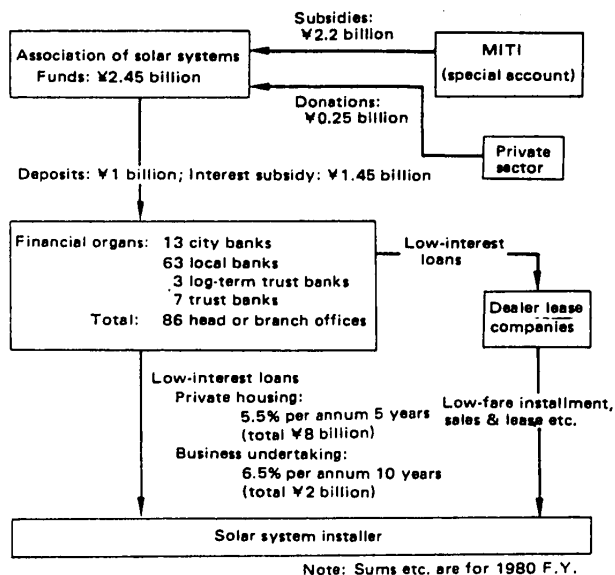 Subsidies:
¥2.2 billion
Association of solar systems
Funds: ¥2.45 billion
MITI
(special account)
Donations:
¥0.25 billion
Private
sector
Deposits: ¥1 billion; Interest subsidy: ¥1.45 billion
Financial organs: 13 city banks
63 local banks
3 log-term trust banks
7 trust banks
Total: 86 head or branch offices
Low-interest
loans
Dealer lease
companies
Low-interest loans
Private housing:
5.5% per annum 5 years
(total ¥8 billion)
Business undertaking:
6.5% per annum 10 years
(total ¥2 billion)
Low-fare installment,
sales & lease etc.
Solar system installer
Note: Sums etc. are for 1980 F.Y.